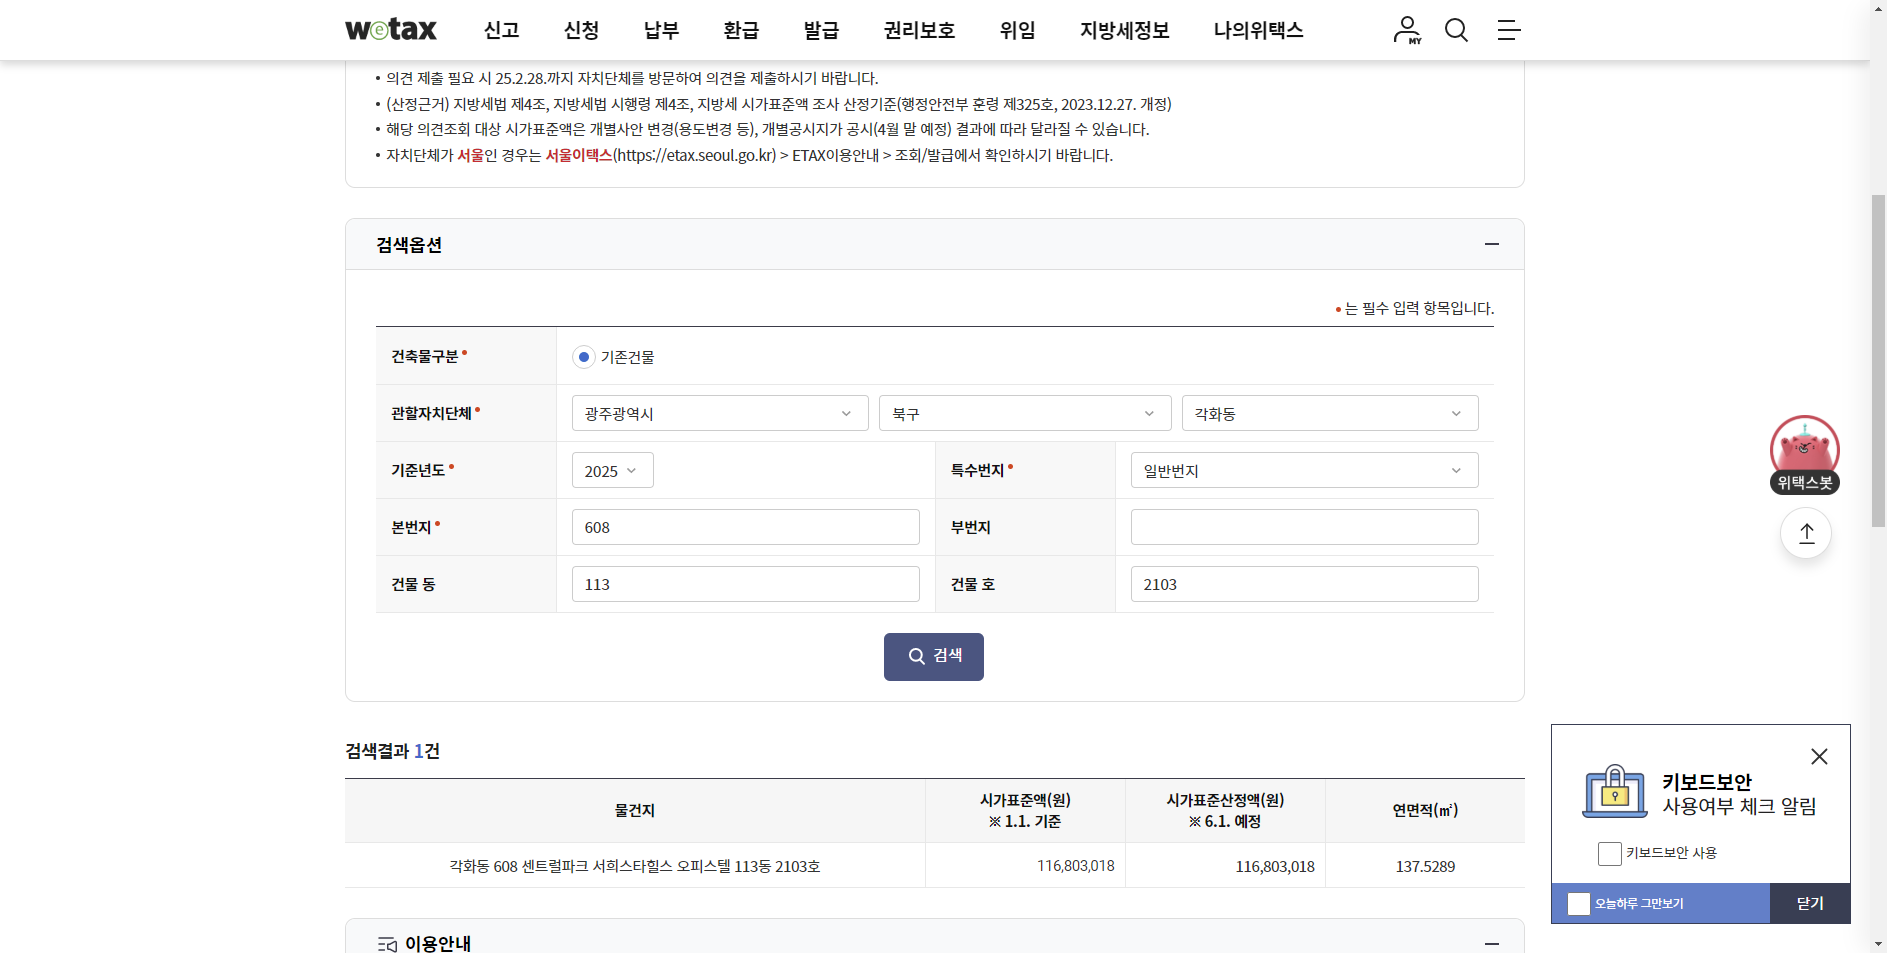 wetax 신고 신청 납부 환급 발급 권리보호 위임 지방세정보 나의위택스 MY
• 의견 제출 필요 시 25.2.28.까지 자치단체를 방문하여 의견을 제출하시기 바랍니다.
• (산정근거) 지방세법 제4조, 지방세법 시행령 제4조, 지방세 시가표준액 조사 산정기준(행정안전부 훈령 제325호, 2023.12.27. 개정)
• 해당 의견조회 대상 시가표준액은 개별사안 변경(용도변경 등), 개별공시지가 공시(4월 말 예정) 결과에 따라 달라질 수 있습니다.
• 자치단체가 서울인 경우는 서울이택스(https://etax.seoul.go.kr) > ETAX이용안내 > 조회/발급에서 확인하시기 바랍니다.
검색옵션
• 는 필수 입력 항목입니다.
건축물구분• 기존건물
관할자치단체• 광주광역시 북구 각화동
기준년도• 2025 특수번지• 일반번지
본번지• 608 부번지
건물 동 113 건물 호 2103
검색
검색결과 1건
물건지 시가표준액(원) ※ 1.1. 기준 시가표준산정액(원) ※ 6.1. 예정 연면적(㎡)
각화동 608 센트럴파크 서희스타힐스 오피스텔 113동 2103호 116,803,018 116,803,018 137.5289
이용안내
위택스봇
키보드보안
사용여부 체크 알림
키보드보안 사용
오늘하루 그만보기 닫기